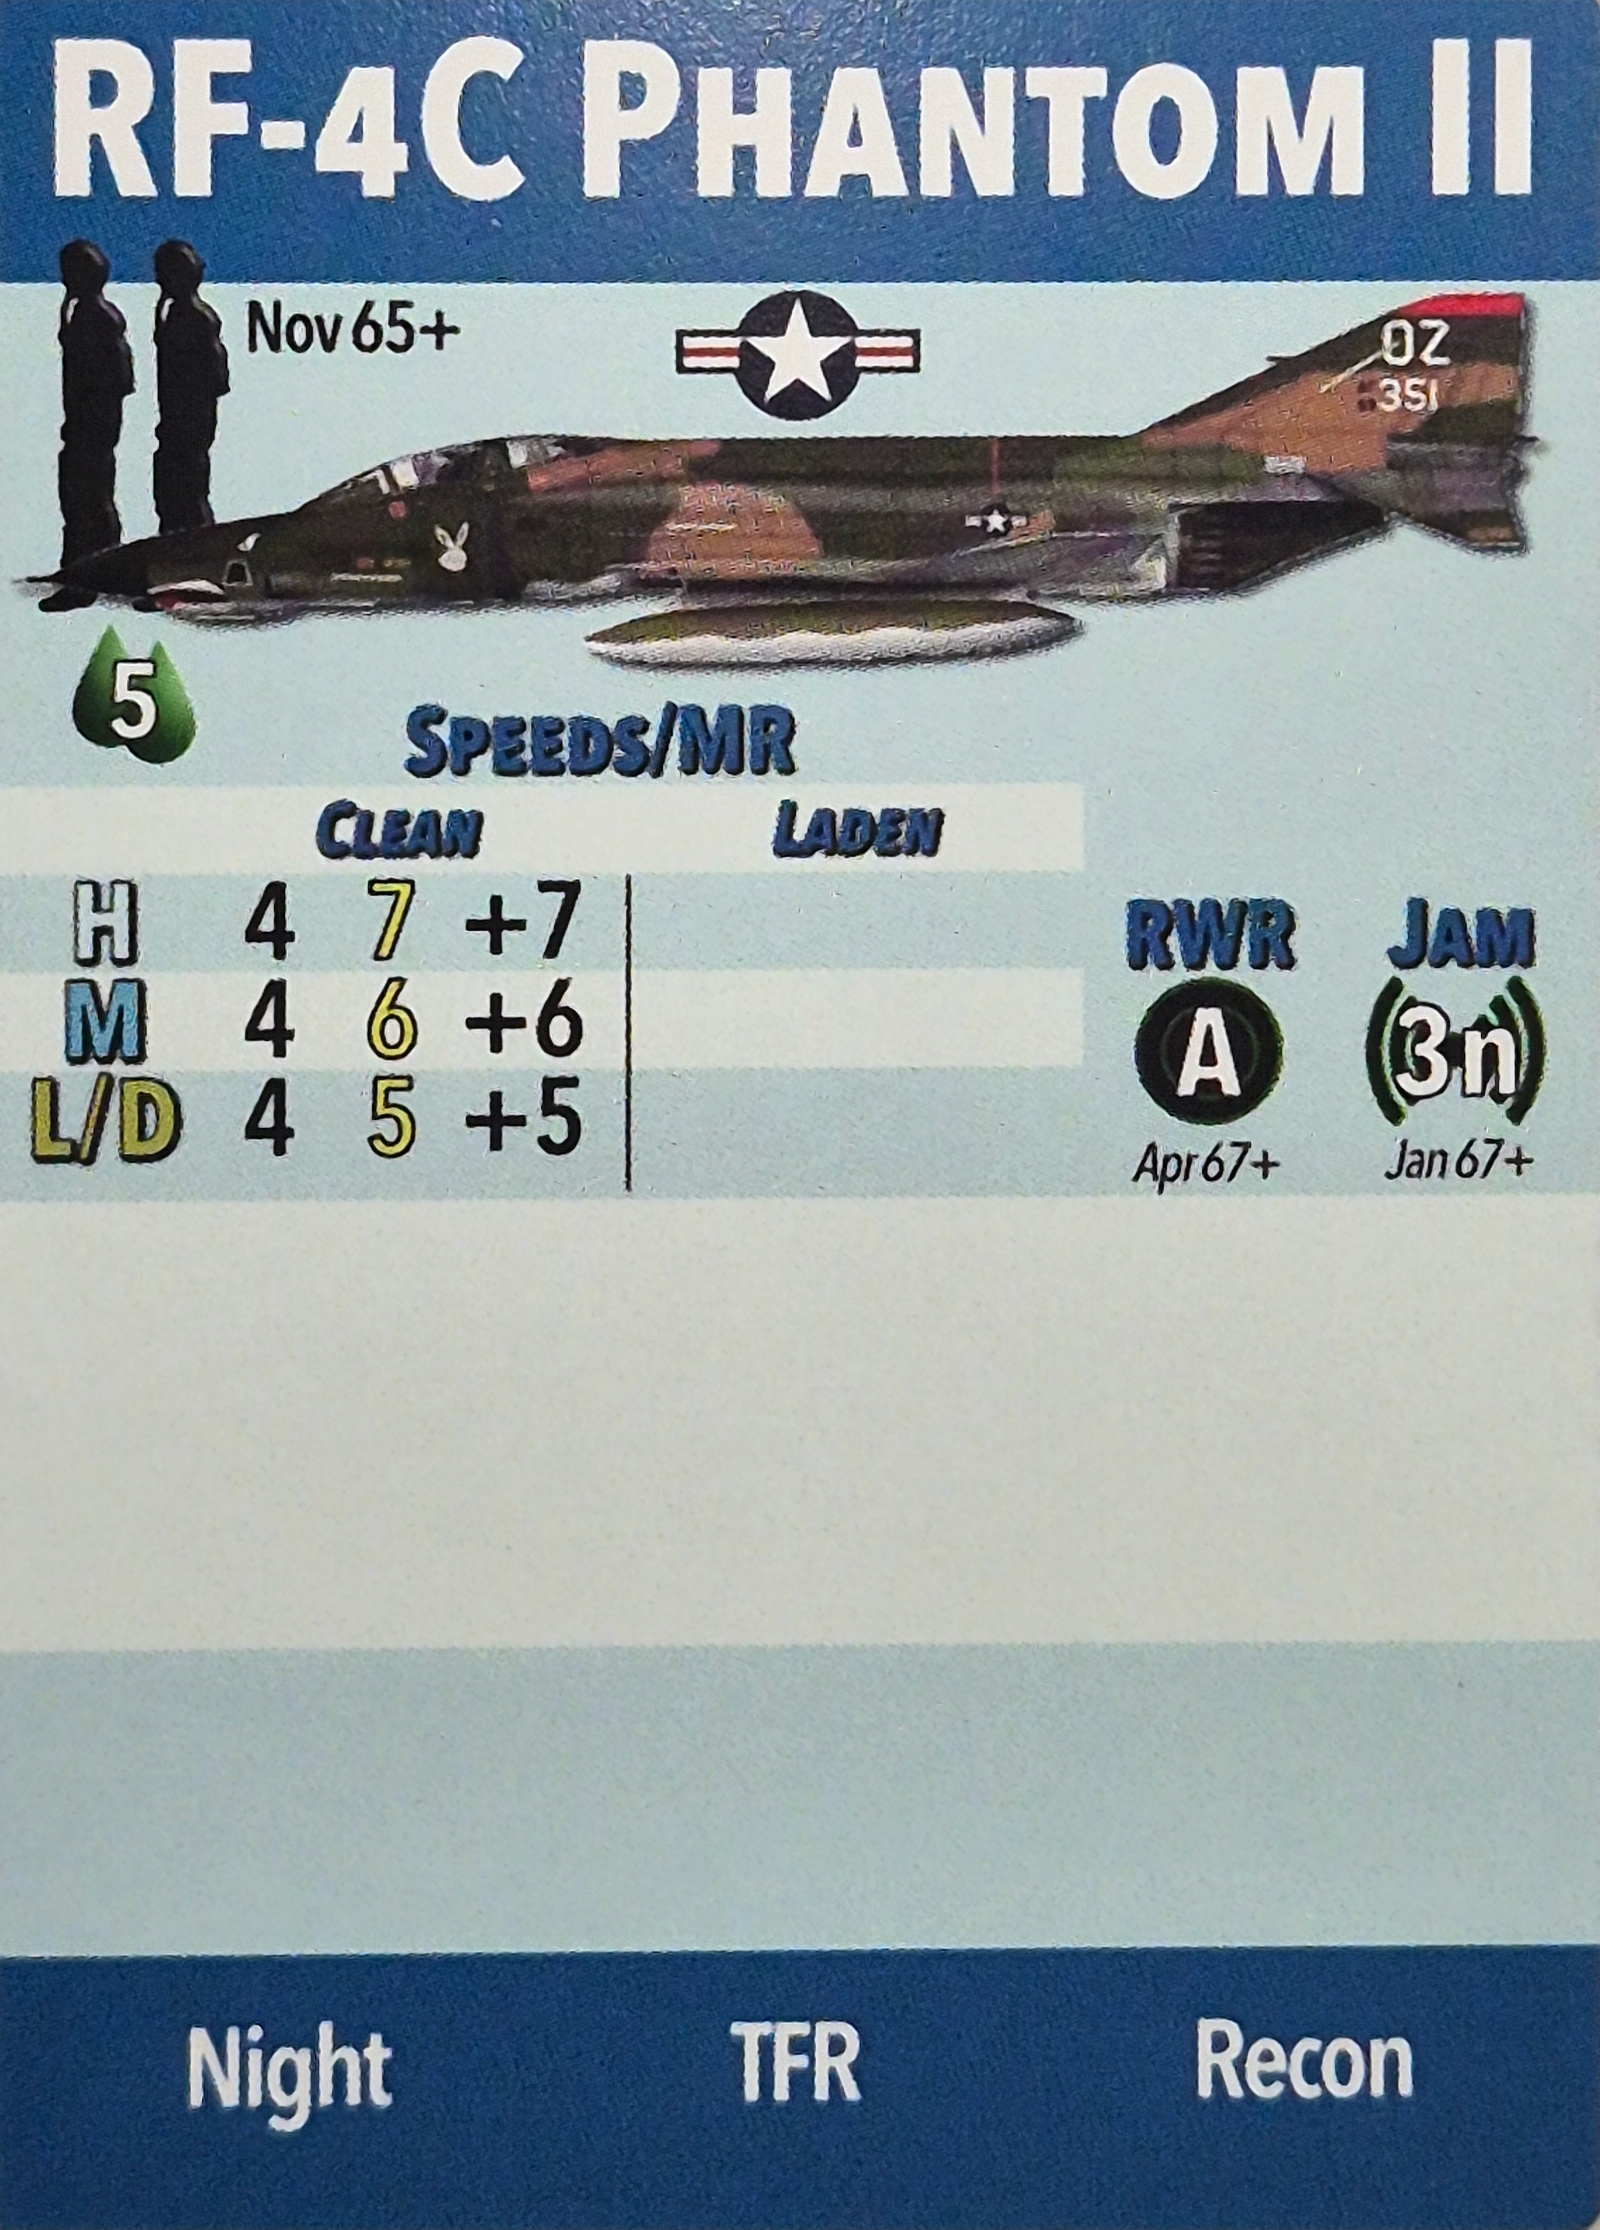 RF-4C PHANTOM II
Nov 65+
OZ
351
5
SPEEDS/MR
CLEAN LADEN
H 4 7 +7
M 4 6 +6
L/D 4 5 +5
RWR JAM
A 3n
Apr 67+ Jan 67+
Night TFR Recon